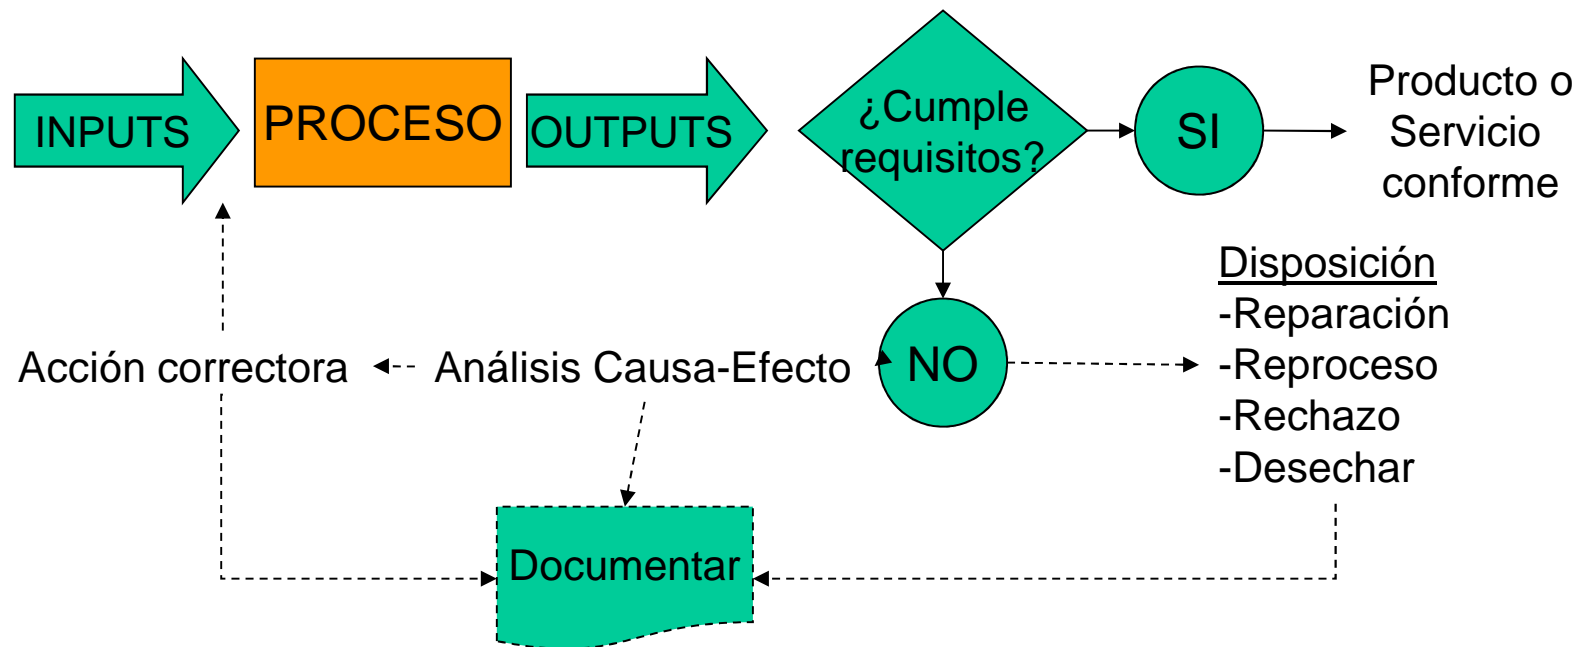 INPUTS
PROCESO
OUTPUTS
¿Cumple
requisitos?
SI
Producto o
Servicio
conforme
Disposición
-Reparación
-Reproceso
-Rechazo
-Desechar
Acción correctora
Análisis Causa-Efecto
NO
Documentar